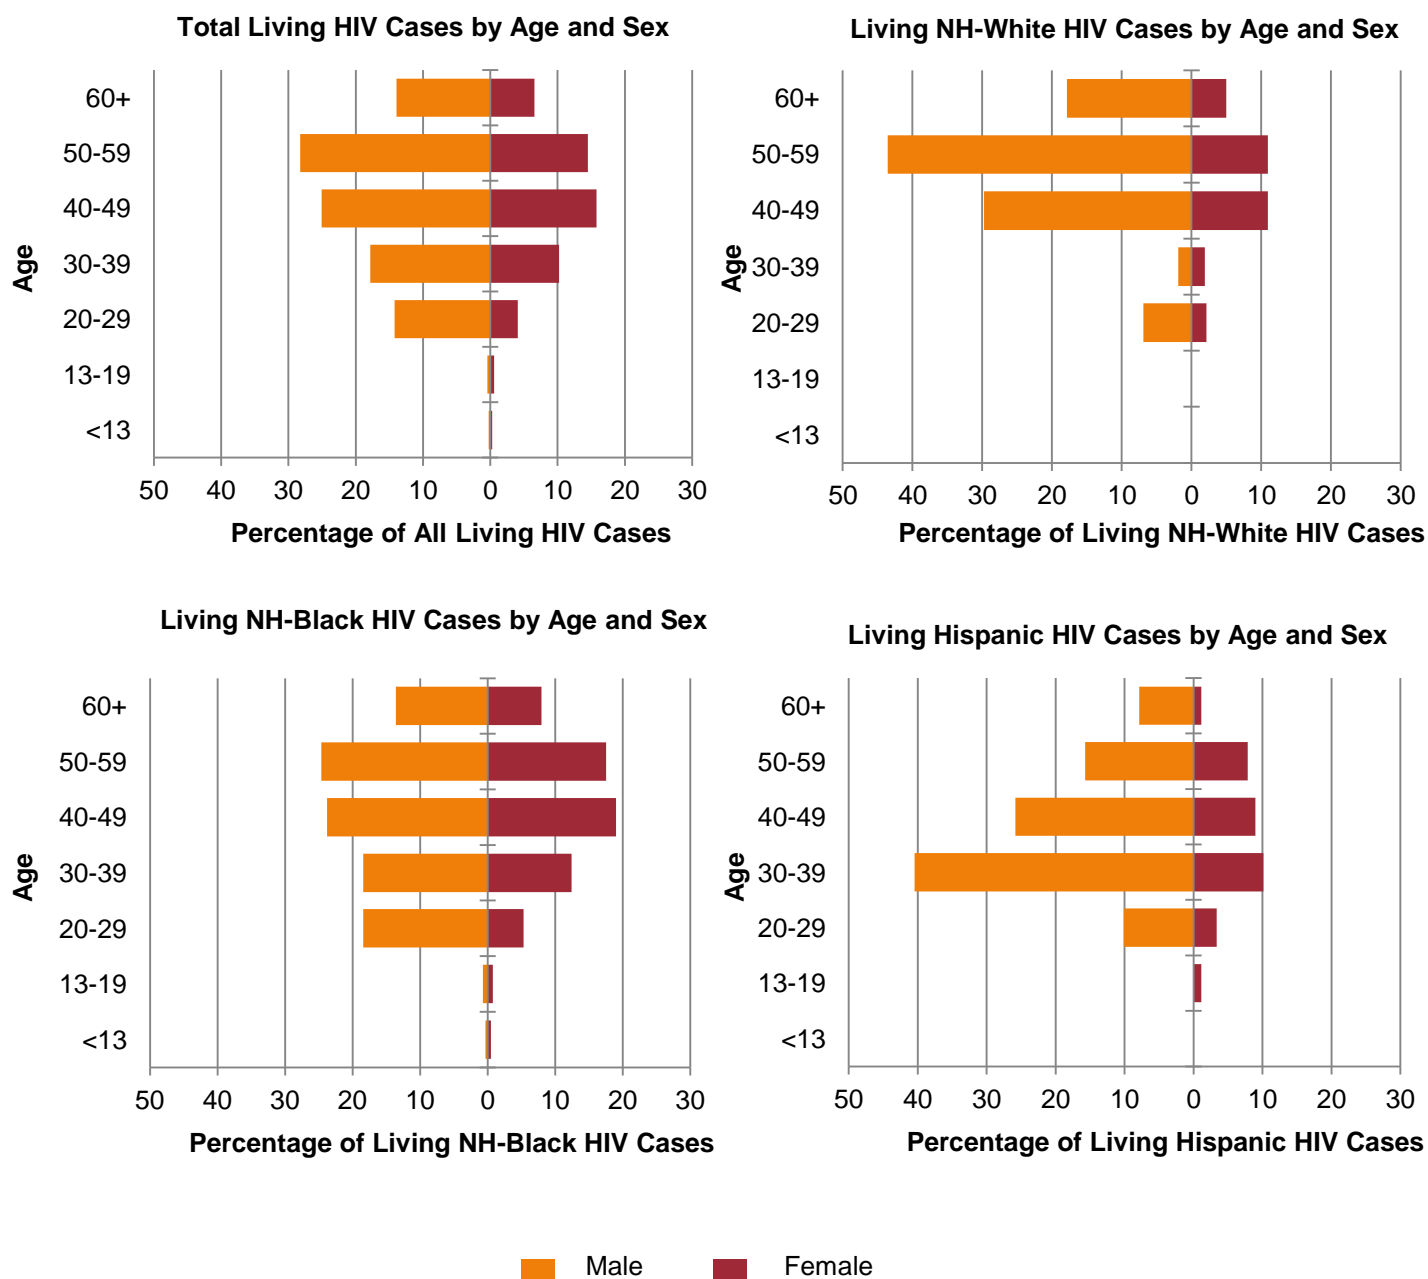 Total Living HIV Cases by Age and Sex
60+
50-59
40-49
30-39
20-29
13-19
<13
Age
50 40 30 20 10 0 10 20 30
Percentage of All Living HIV Cases
Living NH-White HIV Cases by Age and Sex
60+
50-59
40-49
30-39
20-29
13-19
<13
Age
50 40 30 20 10 0 10 20 30
Percentage of Living NH-White HIV Cases
Living NH-Black HIV Cases by Age and Sex
60+
50-59
40-49
30-39
20-29
13-19
<13
Age
50 40 30 20 10 0 10 20 30
Percentage of Living NH-Black HIV Cases
Living Hispanic HIV Cases by Age and Sex
60+
50-59
40-49
30-39
20-29
13-19
<13
Age
50 40 30 20 10 0 10 20 30
Percentage of Living Hispanic HIV Cases
Male Female